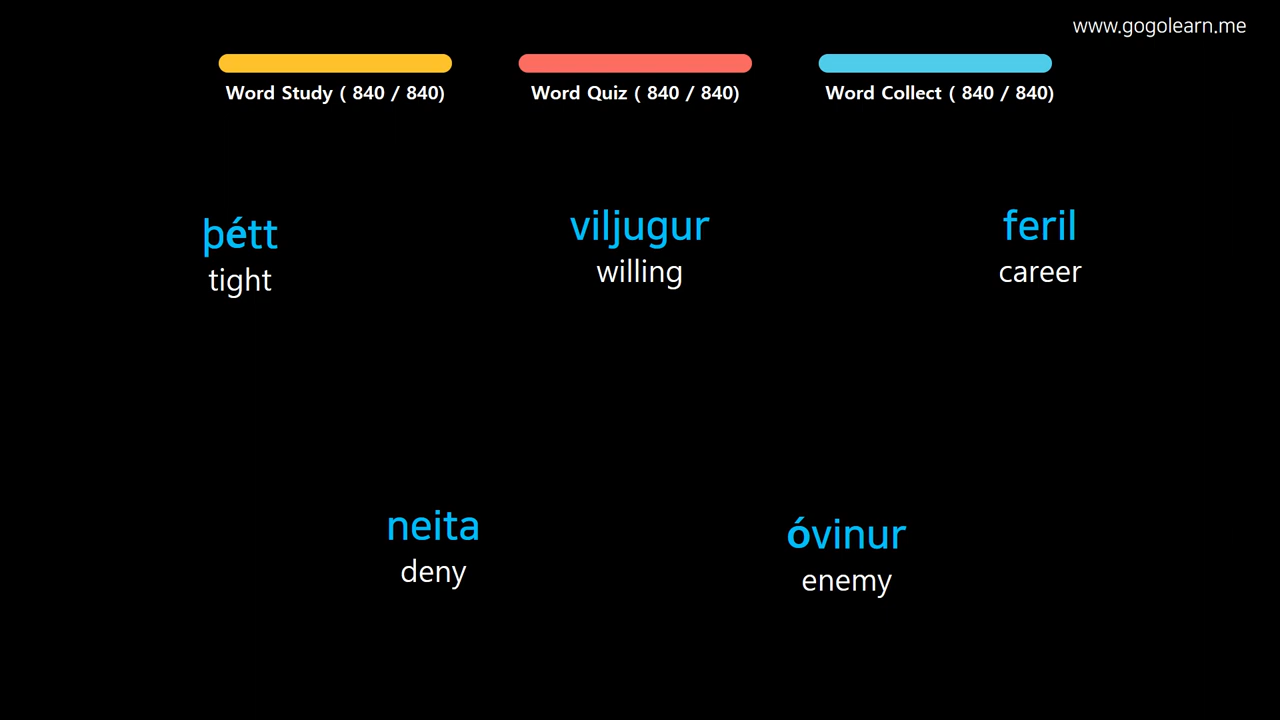 www.gogolearn.me
Word Study ( 840 / 840)
Word Quiz ( 840 / 840)
Word Collect ( 840 / 840)
þétt
tight
viljugur
willing
feril
career
neita
deny
óvinur
enemy